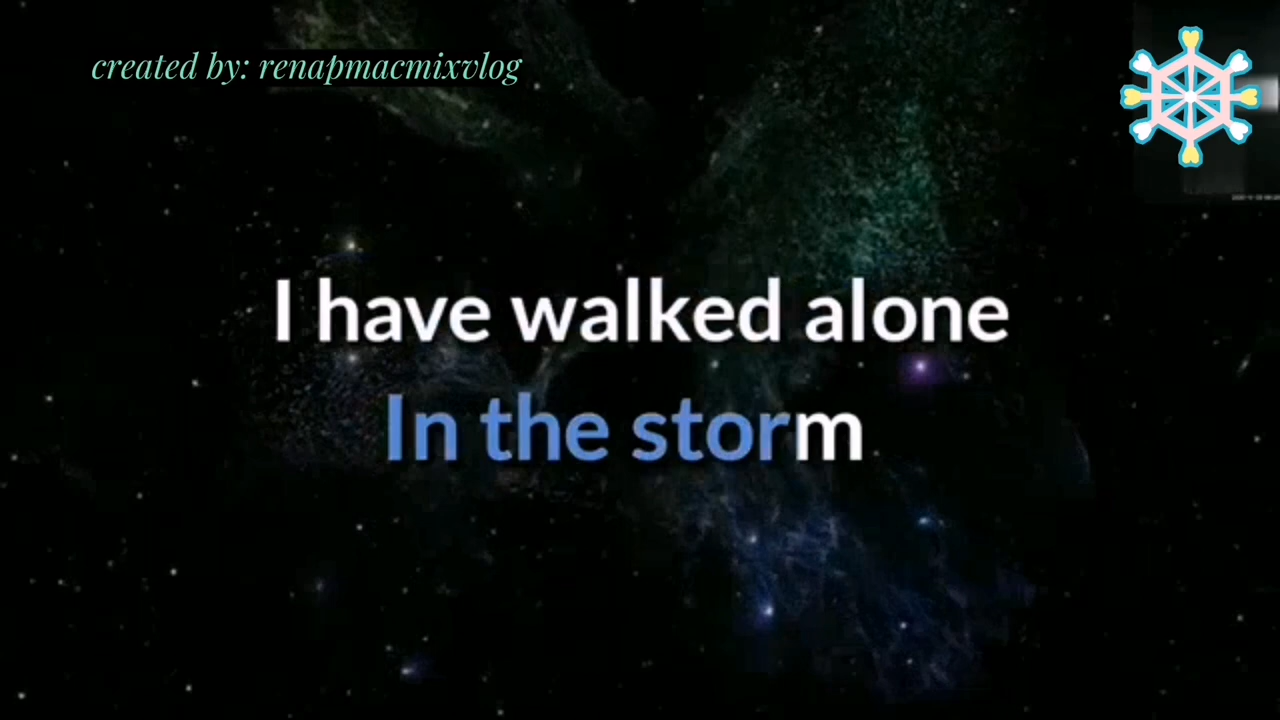 created by: renapmacmixvlog
I have walked alone
In the storm